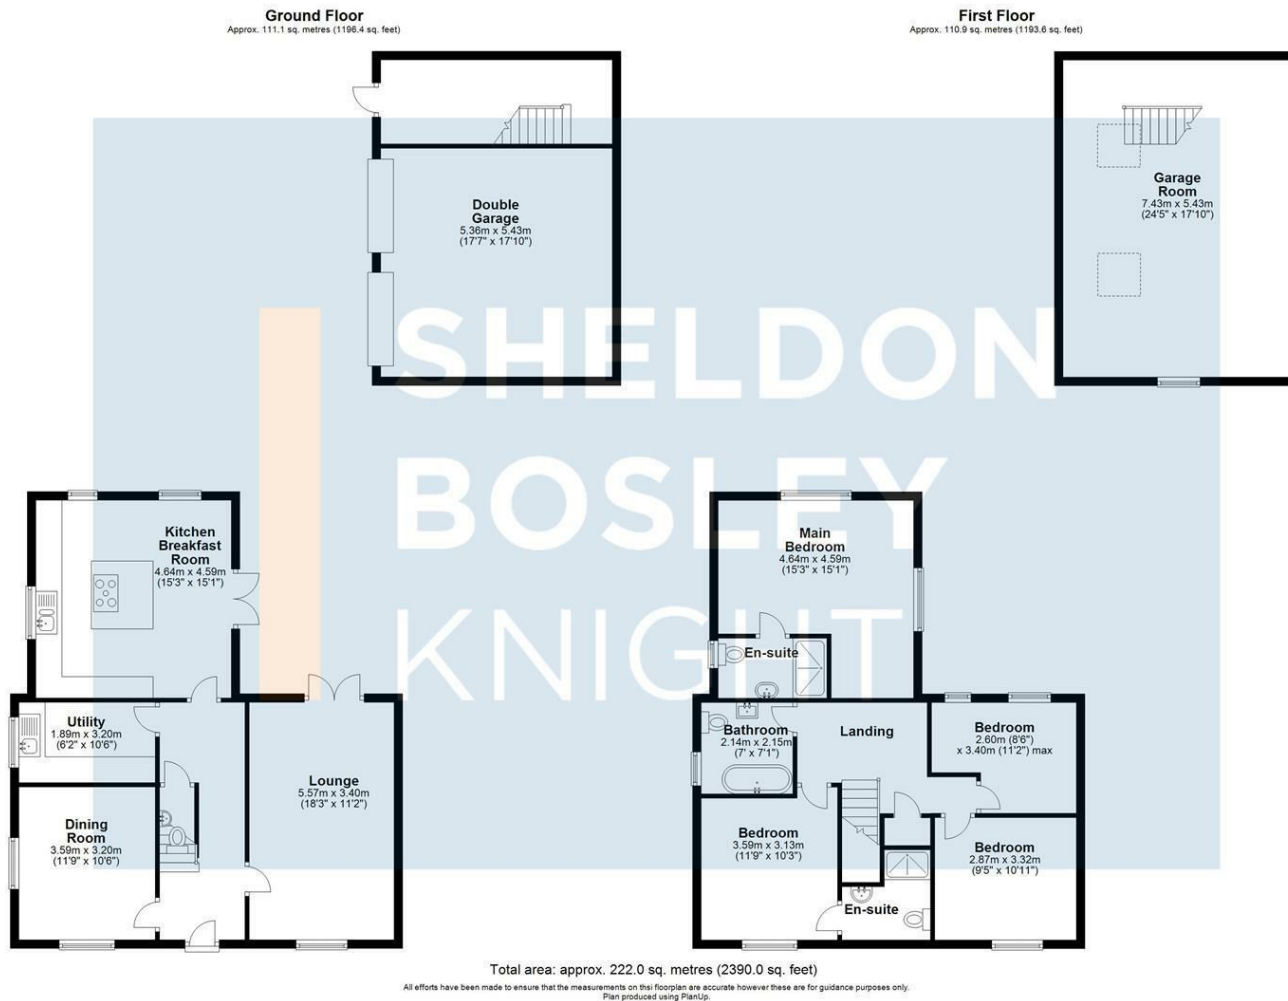 Ground Floor
Approx. 111.1 sq. metres (1196.4 sq. feet)
First Floor
Approx. 110.9 sq. metres (1193.6 sq. feet)
Double
Garage
5.36m x 5.43m
(17'7" x 17'10")
Garage
Room
7.43m x 5.43m
(24'5" x 17'10")
SHELDON
BOSLEY
KNIGHT
Kitchen
Breakfast
Room
4.64m x 4.59m
(15'3" x 15'1")
Utility
1.89m x 3.20m
(6'2" x 10'6")
Dining
Room
3.59m x 3.20m
(11'9" x 10'6")
Lounge
5.57m x 3.40m
(18'3" x 11'2")
Main
Bedroom
4.64m x 4.59m
(15'3" x 15'1")
En-suite
Bathroom
2.14m x 2.15m
(7' x 7'1")
Landing
Bedroom
2.60m (8'6")
x 3.40m (11'2") max
Bedroom
3.59m x 3.13m
(11'9" x 10'3")
Bedroom
2.87m x 3.32m
(9'5" x 10'11")
En-suite
Total area: approx. 222.0 sq. metres (2390.0 sq. feet)
All efforts have been made to ensure that the measurements on thsi floorplan are accurate however these are for guidance purposes only.
Plan produced using PlanUp.